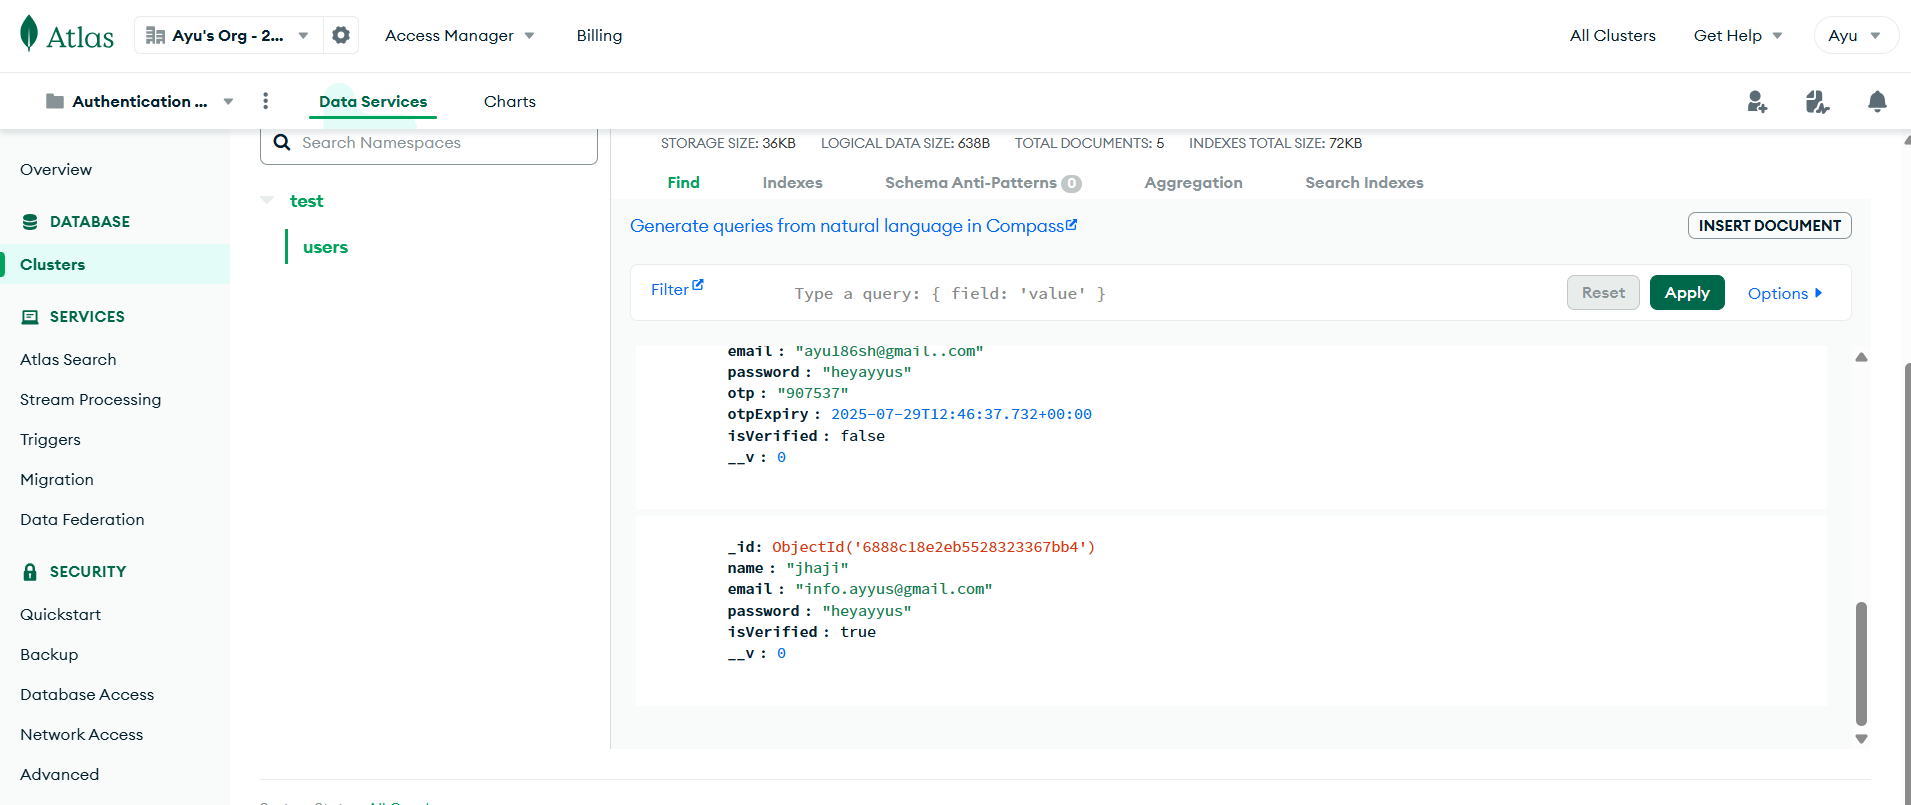 Atlas
Ayu's Org - 2...
Access Manager
Billing
All Clusters
Get Help
Ayu
Authentication ...
Data Services
Charts
Overview
DATABASE
Clusters
SERVICES
Atlas Search
Stream Processing
Triggers
Migration
Data Federation
SECURITY
Quickstart
Backup
Database Access
Network Access
Advanced
Search Namespaces
test
users
STORAGE SIZE: 36KB LOGICAL DATA SIZE: 638B TOTAL DOCUMENTS: 5 INDEXES TOTAL SIZE: 72KB
Find Indexes Schema Anti-Patterns 0 Aggregation Search Indexes
Generate queries from natural language in Compass
INSERT DOCUMENT
Filter
Type a query: { field: 'value' }
Reset
Apply
Options
email : "ayu186sh@gmail..com"
password : "heyayyus"
otp : "907537"
otpExpiry : 2025-07-29T12:46:37.732+00:00
isVerified : false
__v : 0
_id: ObjectId('6888c18e2eb5528323367bb4')
name : "jhaji"
email : "info.ayyus@gmail.com"
password : "heyayyus"
isVerified : true
__v : 0